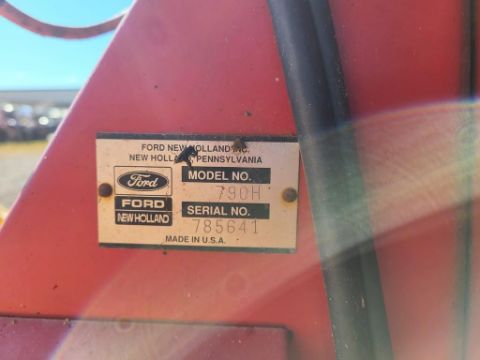 FORD NEW HOLLAND INC.
NEW HOLLAND, PENNSYLVANIA
Ford
MODEL NO.
790H
FORD
NEW HOLLAND
SERIAL NO.
785641
MADE IN U.S.A.